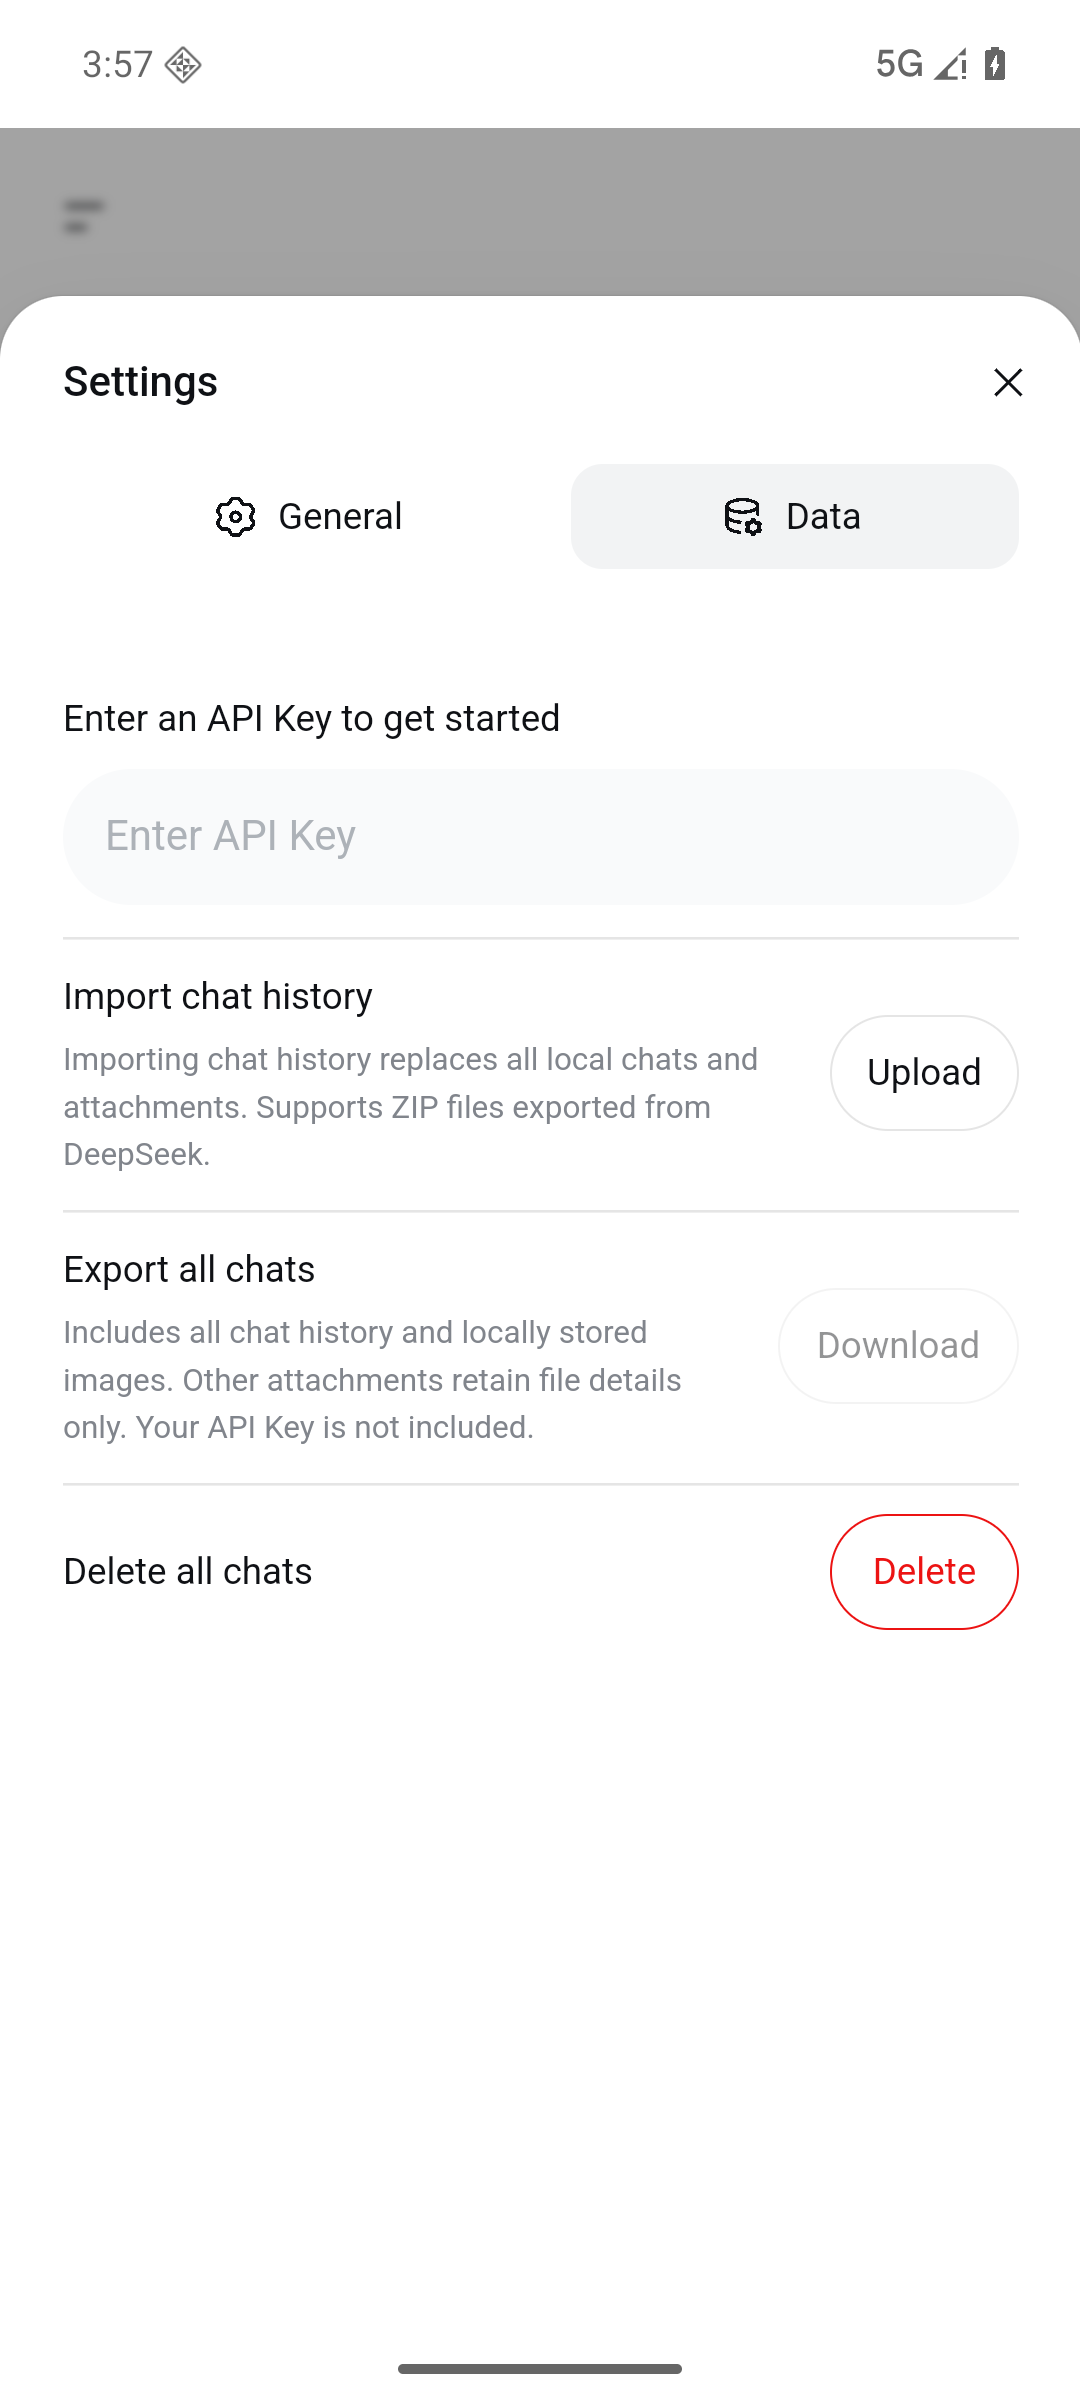 3:57
5G
Settings
General
Data
Enter an API Key to get started
Enter API Key
Import chat history
Importing chat history replaces all local chats and
attachments. Supports ZIP files exported from
DeepSeek.
Upload
Export all chats
Includes all chat history and locally stored
images. Other attachments retain file details
only. Your API Key is not included.
Download
Delete all chats
Delete